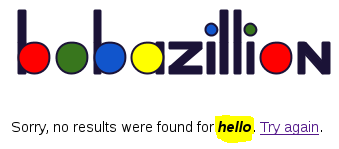 bobazillion
Sorry, no results were found for hello. Try again.